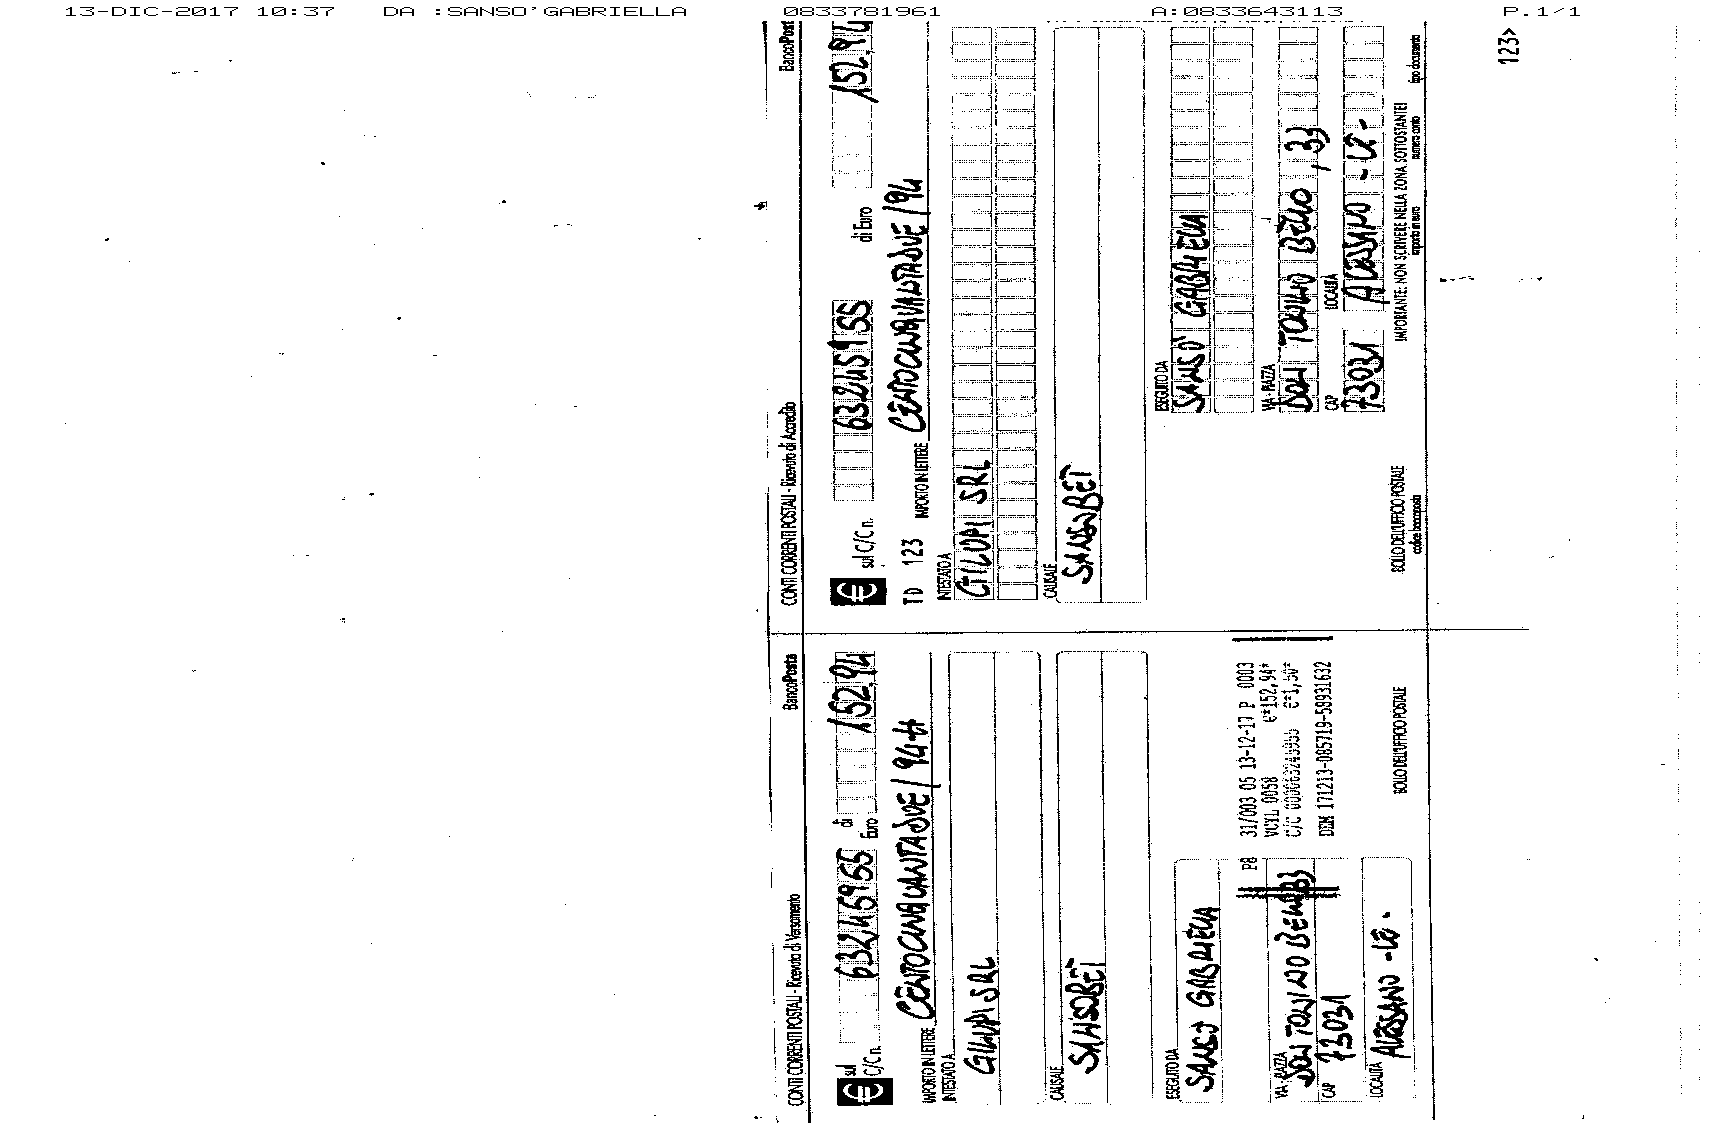 13-DIC-2017 10:37 DA :SANSO'GABRIELLA 0833781961 A:0833643113 P.1/1
CONTI CORRENTI POSTALI - Ricevuta di Versamento BancoPosta
€ sul C/C n. 63245955 di Euro 152,94
IMPORTO IN LETTERE CENTOCINQUANTADUE/94
INTESTATO A
GILUPI SRL
CAUSALE
SANSOBET
ESEGUITO DA
SANSO' GABRIELLA
VIA - PIAZZA
DON TONINO BELLO 33
CAP 73031
LOCALITÀ ALESSANO -LE-
P8 31/003 05 13-12-17 P 0003
VCYL 0058 €*152,94*
C/C 000063245955 €*1,50*
DEM 171213-085719-58931632
BOLLO DELL'UFFICIO POSTALE
CONTI CORRENTI POSTALI - Ricevuta di Accredito BancoPosta
€ sul C/C n. 63245955 di Euro 152,94
TD 123 IMPORTO IN LETTERE CENTOCINQUANTADUE/94
INTESTATO A
GILUPI SRL
CAUSALE
SANSOBET
ESEGUITO DA
SANSO' GABRIELLA
VIA - PIAZZA
DON TONINO BELLO, 33
CAP LOCALITÀ
73031 ALESSANO -LE-
BOLLO DELL'UFFICIO POSTALE
codice bancoposta
IMPORTANTE: NON SCRIVERE NELLA ZONA SOTTOSTANTE!
importo in euro numero conto tipo documento
123>